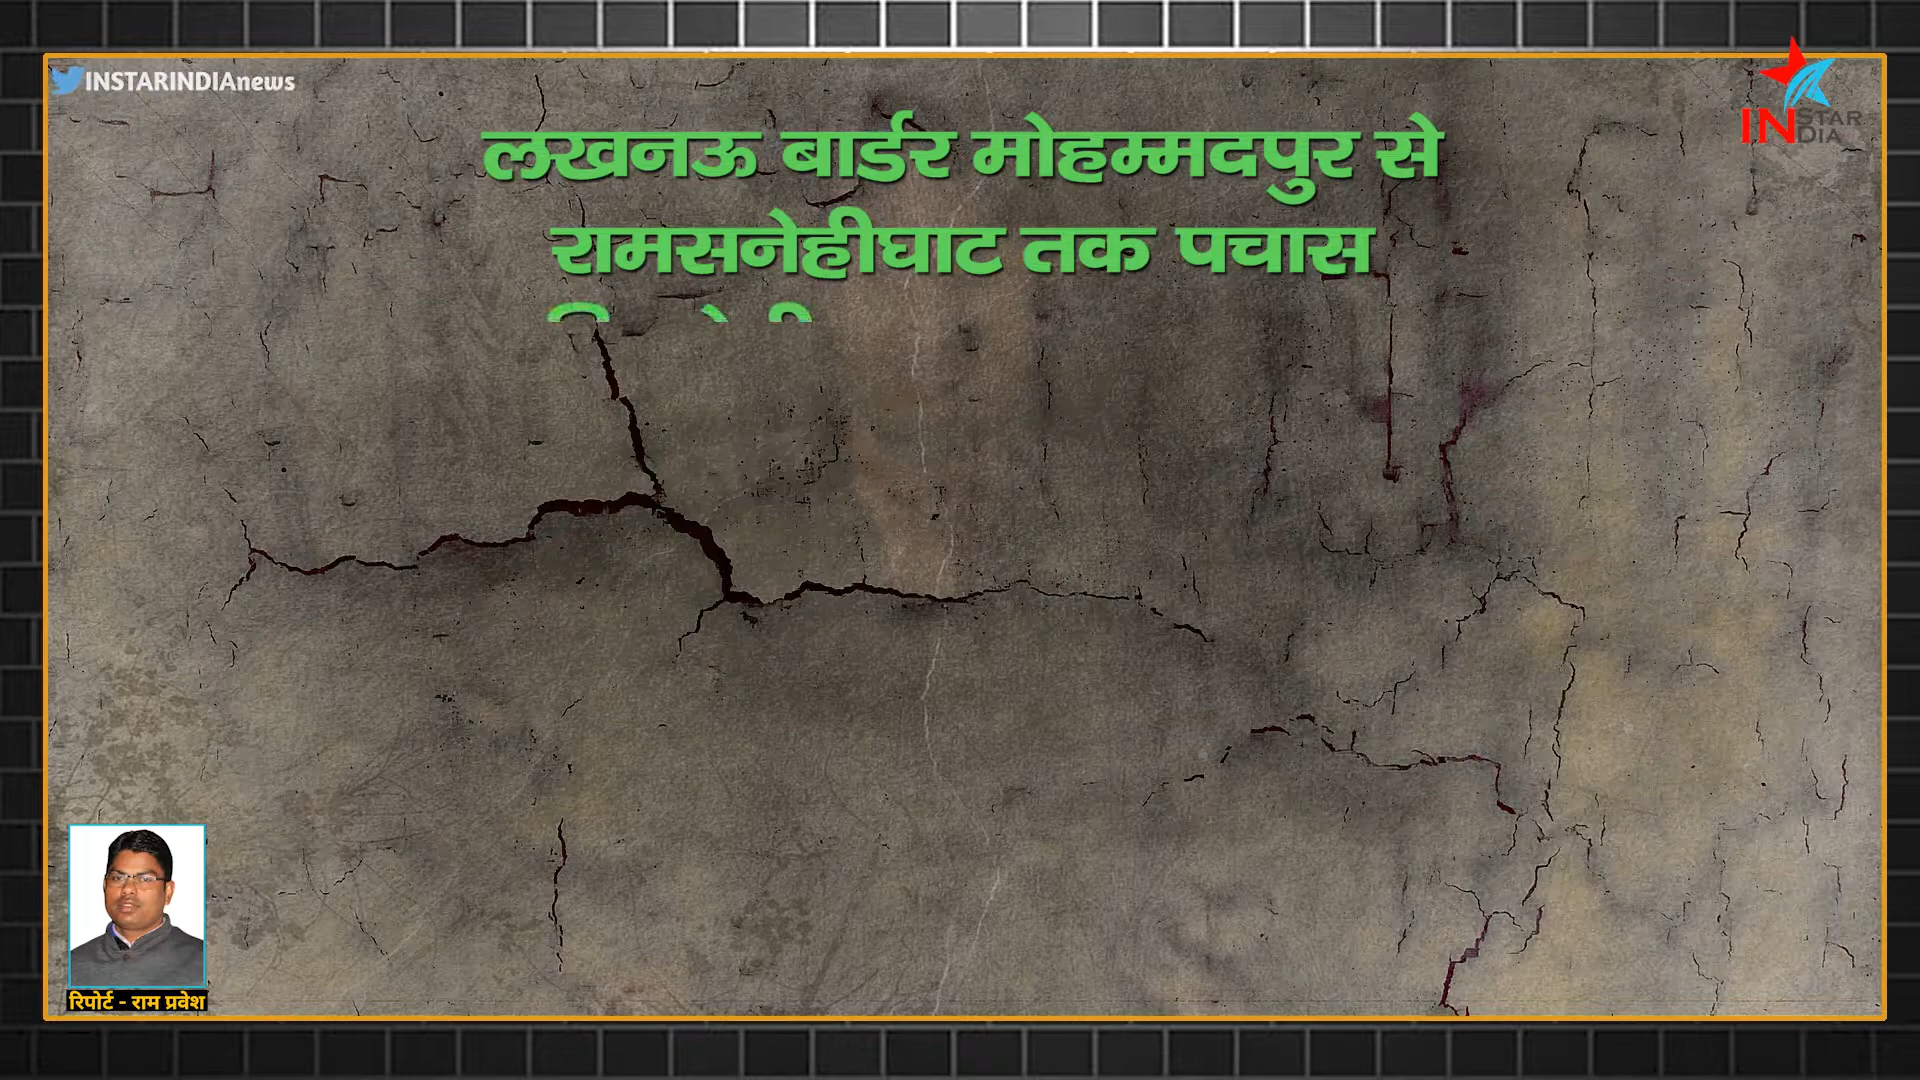 INSTARINDIAnews
IN STAR
INDIA
लखनऊ बार्डर मोहम्मदपुर से
रामसनेहीघाट तक पचास
रिपोर्ट - राम प्रवेश